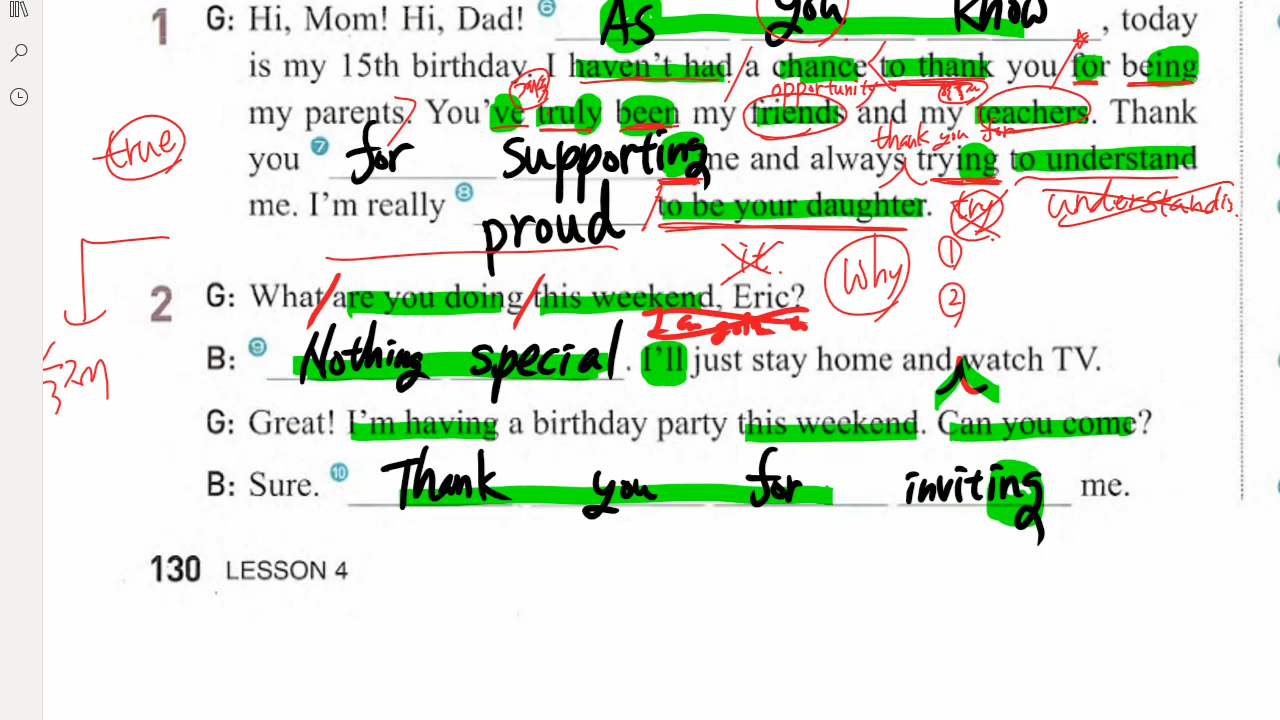 1 G: Hi, Mom! Hi, Dad! ⑥ As you know, today
is my 15th birthday. I haven't had a chance to thank you for being
opportunity
my parents. You've truly been my friends and my teachers. Thank
true
thank you for
you ⑦ for supporting me and always trying to understand
me. I'm really ⑧ proud to be your daughter.
try
why
①
②
2 G: What are you doing this weekend, Eric?
B: ⑨ Nothing special. I'll just stay home and watch TV.
G: Great! I'm having a birthday party this weekend. Can you come?
B: Sure. ⑩ Thank you for inviting me.
130 LESSON 4